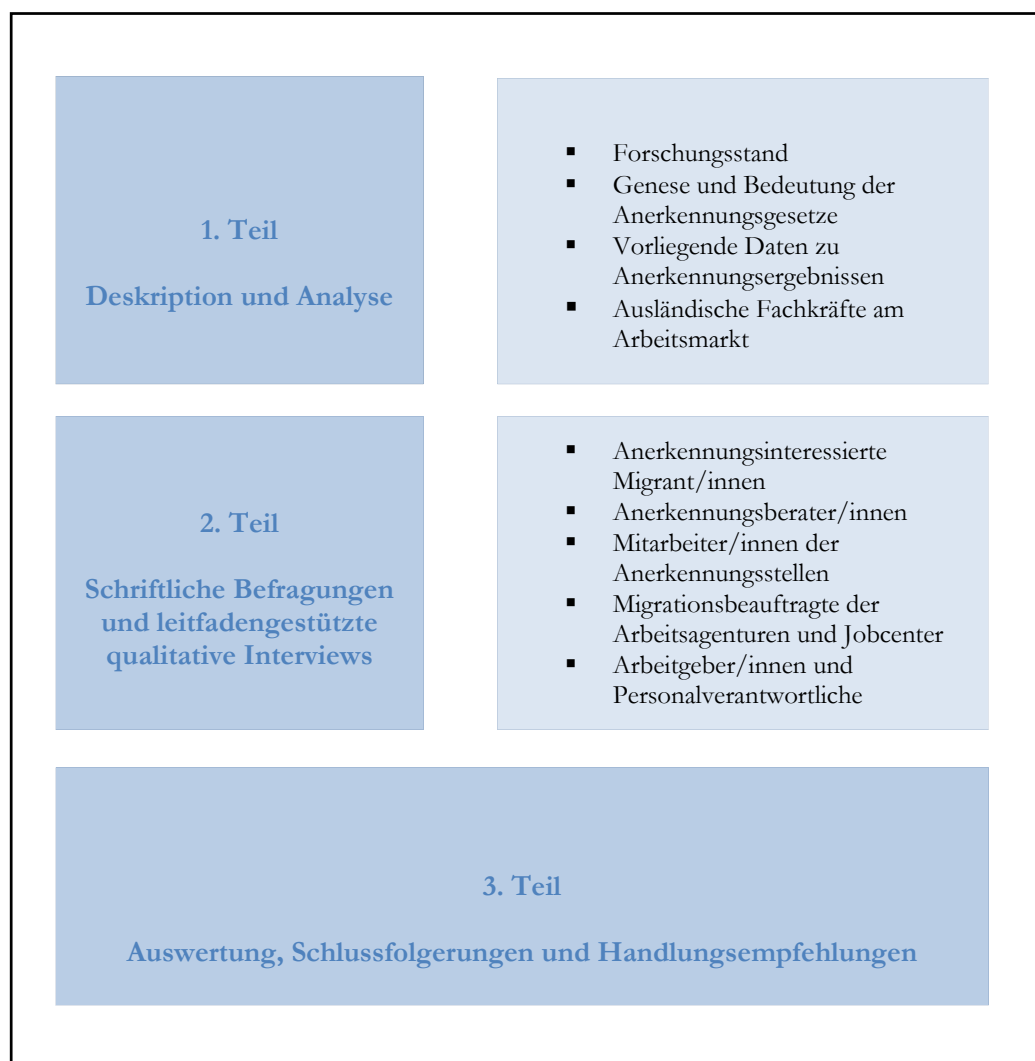 1. Teil
Deskription und Analyse
▪ Forschungsstand
▪ Genese und Bedeutung der
Anerkennungsgesetze
▪ Vorliegende Daten zu
Anerkennungsergebnissen
▪ Ausländische Fachkräfte am
Arbeitsmarkt
2. Teil
Schriftliche Befragungen
und leitfadengestützte
qualitative Interviews
▪ Anerkennungsinteressierte
Migrant/innen
▪ Anerkennungsberater/innen
▪ Mitarbeiter/innen der
Anerkennungsstellen
▪ Migrationsbeauftragte der
Arbeitsagenturen und Jobcenter
▪ Arbeitgeber/innen und
Personalverantwortliche
3. Teil
Auswertung, Schlussfolgerungen und Handlungsempfehlungen